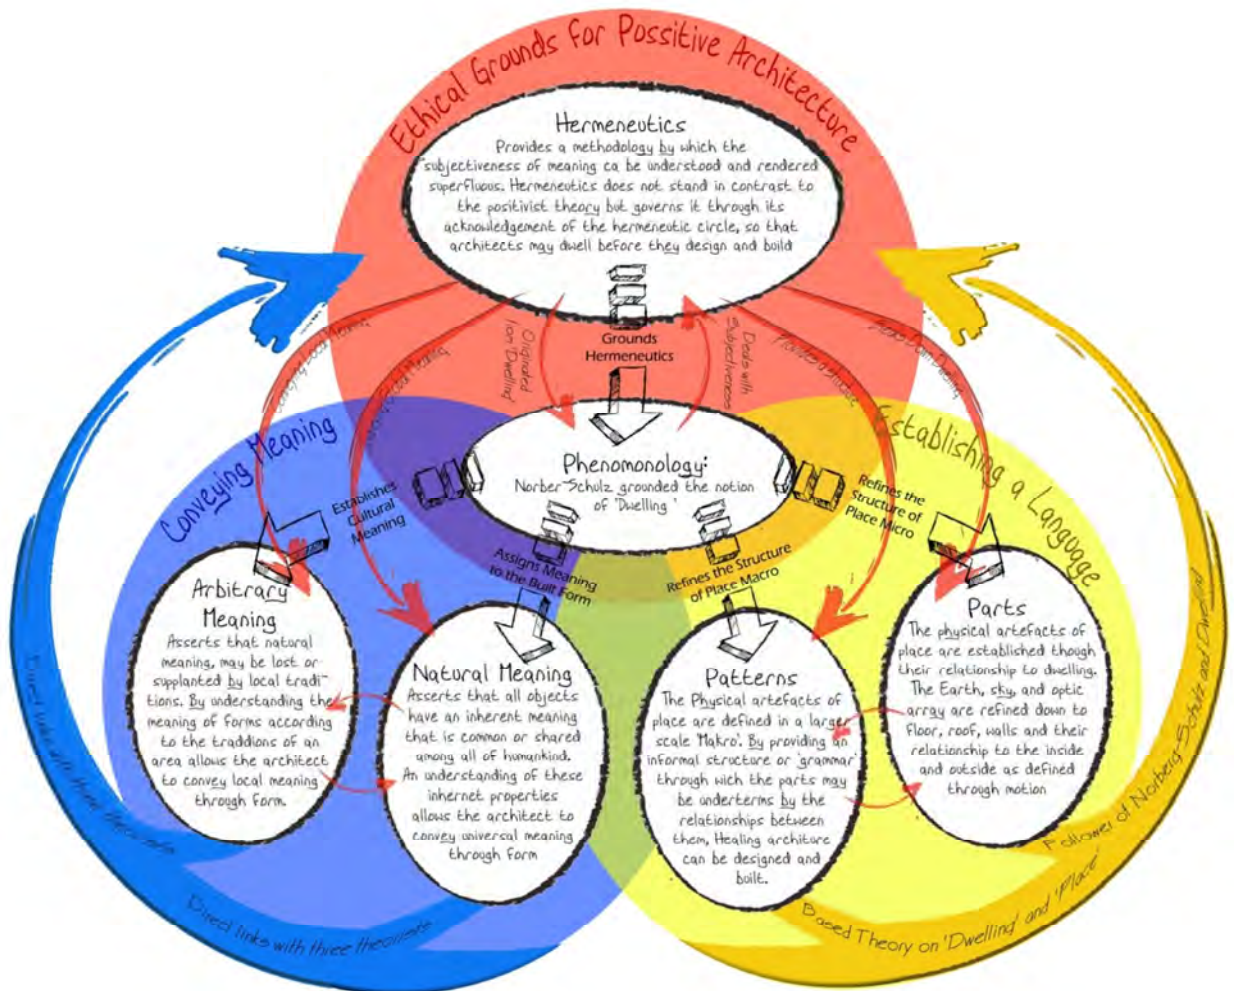 Ethical Grounds for Possitive Architecture
Hermeneutics
Provides a methodology by which the
"subjectiveness of meaning ca be understood and rendered
superfluous. Hermeneutics does not stand in contrast to
the positivist theory but governs it through its
acknowledgement of the hermeneutic circle, so that
architects may dwell before they design and build
Grounds
Hermeneutics
Originated
'Dwelling'
Deals with
Subjectiveness
Phenomonology:
Norber-Scholz grounded the notion
of 'Dwelling '
Conveying Meaning
Establishes
Cultural
Meaning
Assigns Meaning
to the Built Form
Arbitrary
Meaning
Asserts that natural
meaning, may be lost or
supplanted by local tradi-
tions. By understanding the
meaning of forms according
to the traddions of an
area allows the architect
to convey local meaning
through form.
Natural Meaning
Asserts that all objects
have an inherent meaning
that is common or shared
among all of humankind.
An understanding of these
inhernet properties
allows the architect to
convey universal meaning
through form
Establishing a Language
Refines the
Structure of
Place Micro
Refines the Structure
of Place Macro
Patterns
The Physical artefacts of
place are defined in a larger
scale 'Makro'. By providing an
informal structure or 'grammar'
through wich the parts may
be underterms by the
relationships between
them, Healing architure
can be designed and
built.
Parts
The physical artefacts of
place are established though
their relationship to dwelling.
The Earth, sky, and optic
array are refined down to
floor, roof, walls and their
relationship to the inside
and outside as defined
through motion
Direct links with three theorists
Direct links with three theorists
Follower of Norberg-Schulz and Dwelling
Based Theory on 'Dwelling' and 'Place'